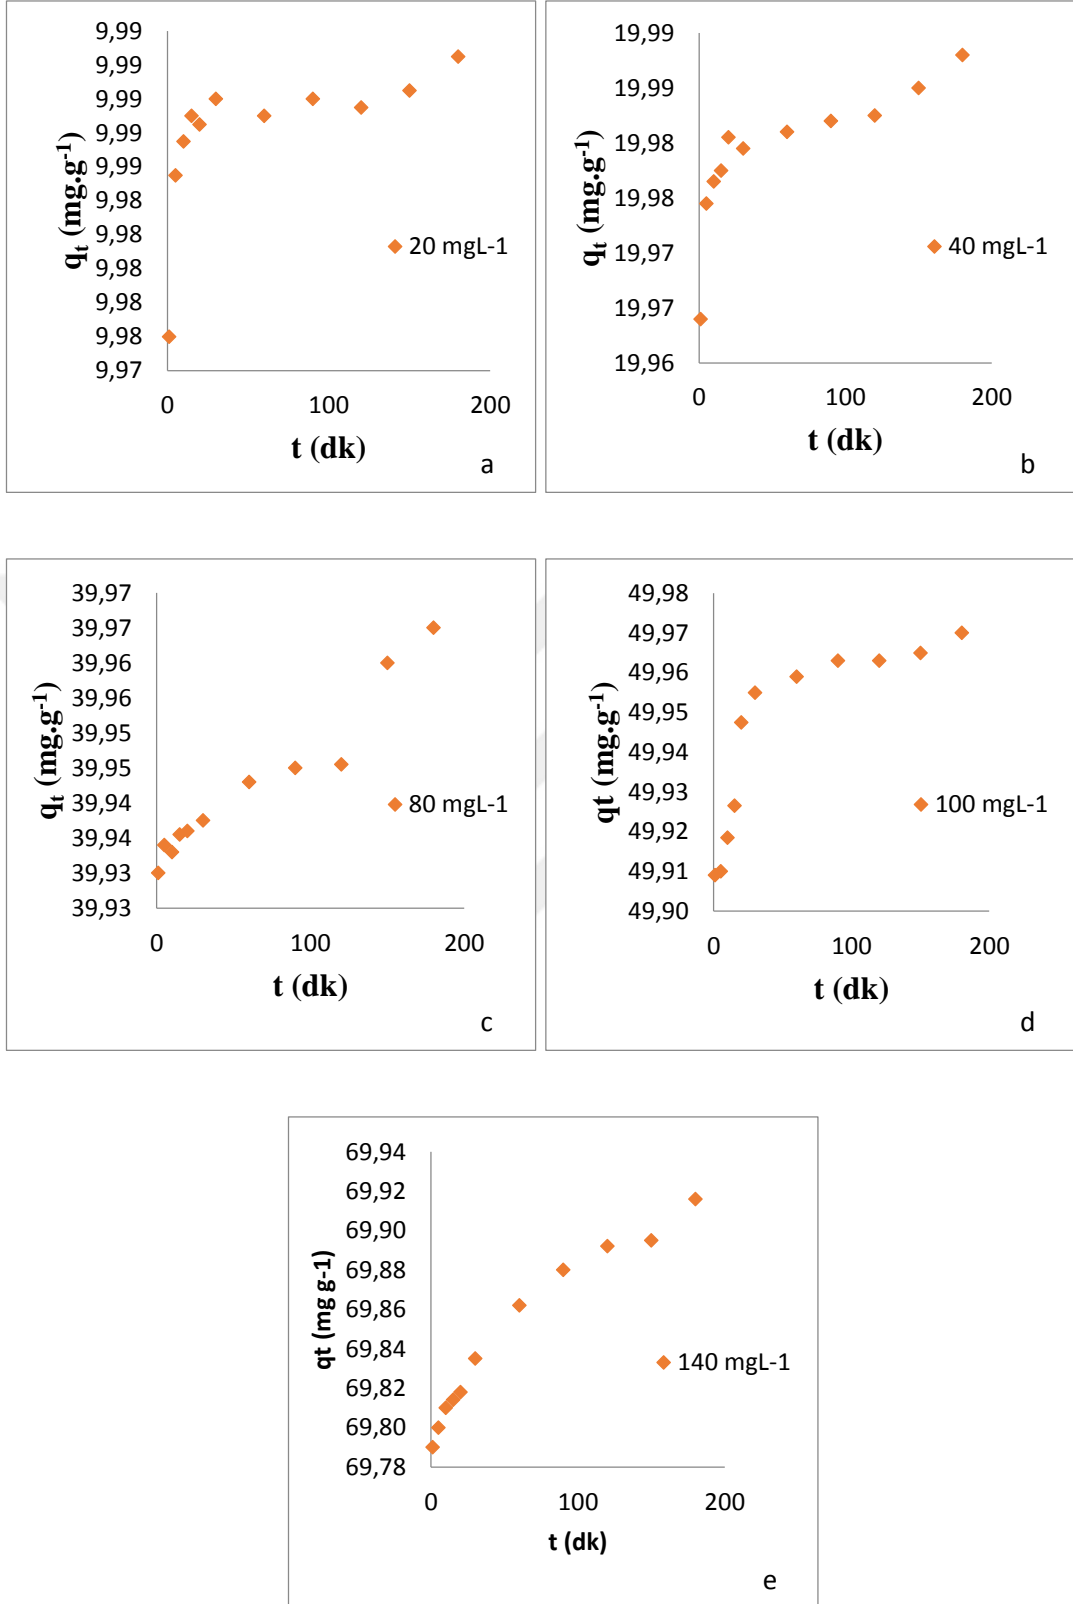 9,99
9,99
9,99
9,99
9,99
9,98
9,98
9,98
9,98
9,98
9,97
qt (mg.g-1)
20 mgL-1
0 100 200
t (dk)
a
19,99
19,99
19,98
19,98
19,97
19,97
19,96
qt (mg.g-1)
40 mgL-1
0 100 200
t (dk)
b
39,97
39,97
39,96
39,96
39,95
39,95
39,94
39,94
39,93
39,93
qt (mg.g-1)
80 mgL-1
0 100 200
t (dk)
c
49,98
49,97
49,96
49,95
49,94
49,93
49,92
49,91
49,90
qt (mg.g-1)
100 mgL-1
0 100 200
t (dk)
d
69,94
69,92
69,90
69,88
69,86
69,84
69,82
69,80
69,78
qt (mg g-1)
140 mgL-1
0 100 200
t (dk)
e